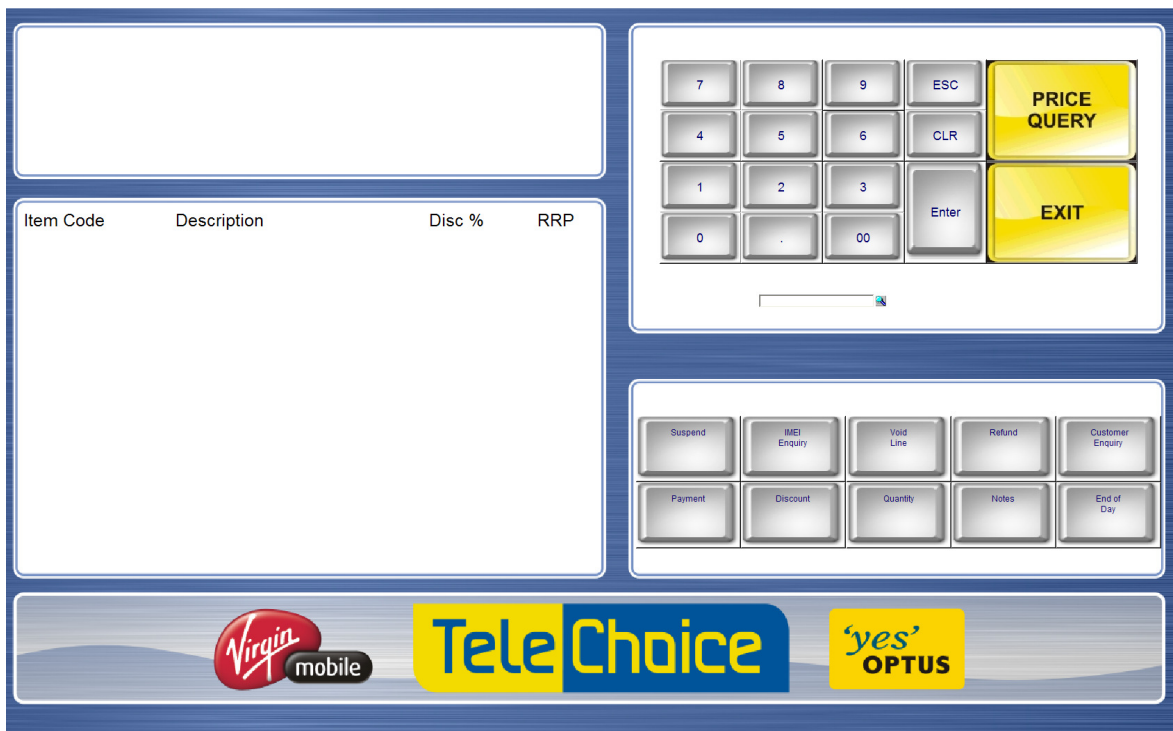 Item Code Description Disc % RRP
7 8 9 ESC
PRICE
QUERY
4 5 6 CLR
1 2 3
Enter
EXIT
0 . 00
Suspend
IMEI
Enquiry
Void
Line
Refund
Customer
Enquiry
Payment
Discount
Quantity
Notes
End of
Day
Virgin
mobile
TeleChoice
'yes'
OPTUS